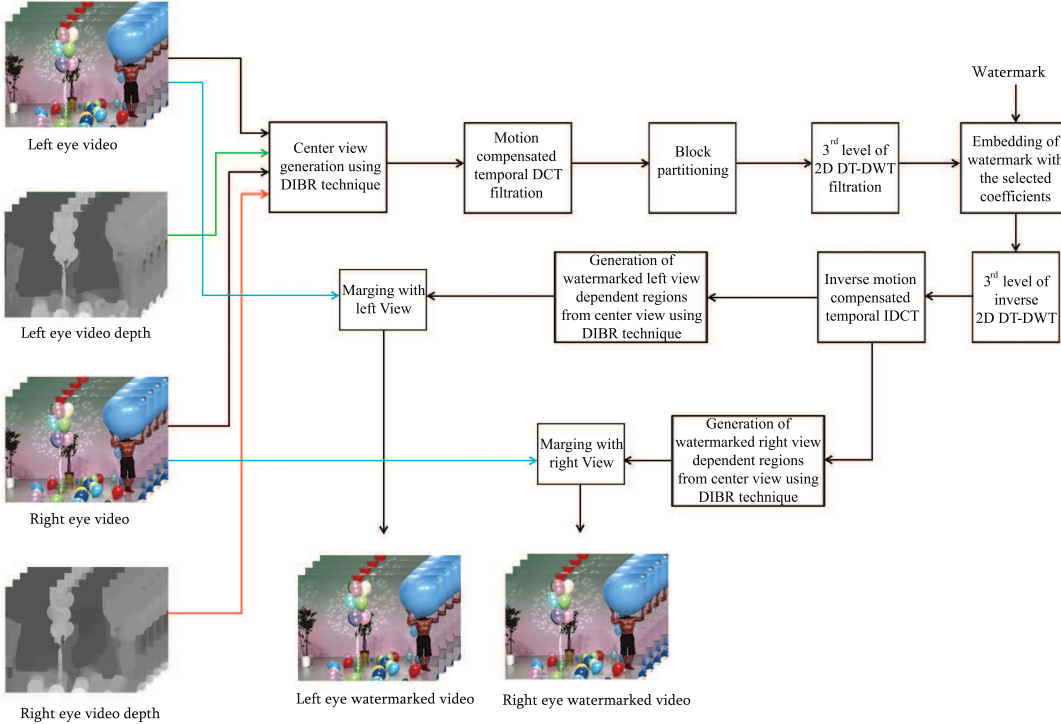 Watermark
Left eye video
Center view
generation using
DIBR technique
Motion
compensated
temporal DCT
filtration
Block
partitioning
3rd level of
2D DT-DWT
filtration
Embedding of
watermark with
the selected
coefficients
Left eye video depth
Marging with
left View
Generation of
watermarked left view
dependent regions
from center view using
DIBR technique
Inverse motion
compensated
temporal IDCT
3rd level of
inverse
2D DT-DWT
Right eye video
Marging with
right View
Generation of
watermarked right view
dependent regions
from center view using
DIBR technique
Right eye video depth
Left eye watermarked video
Right eye watermarked video